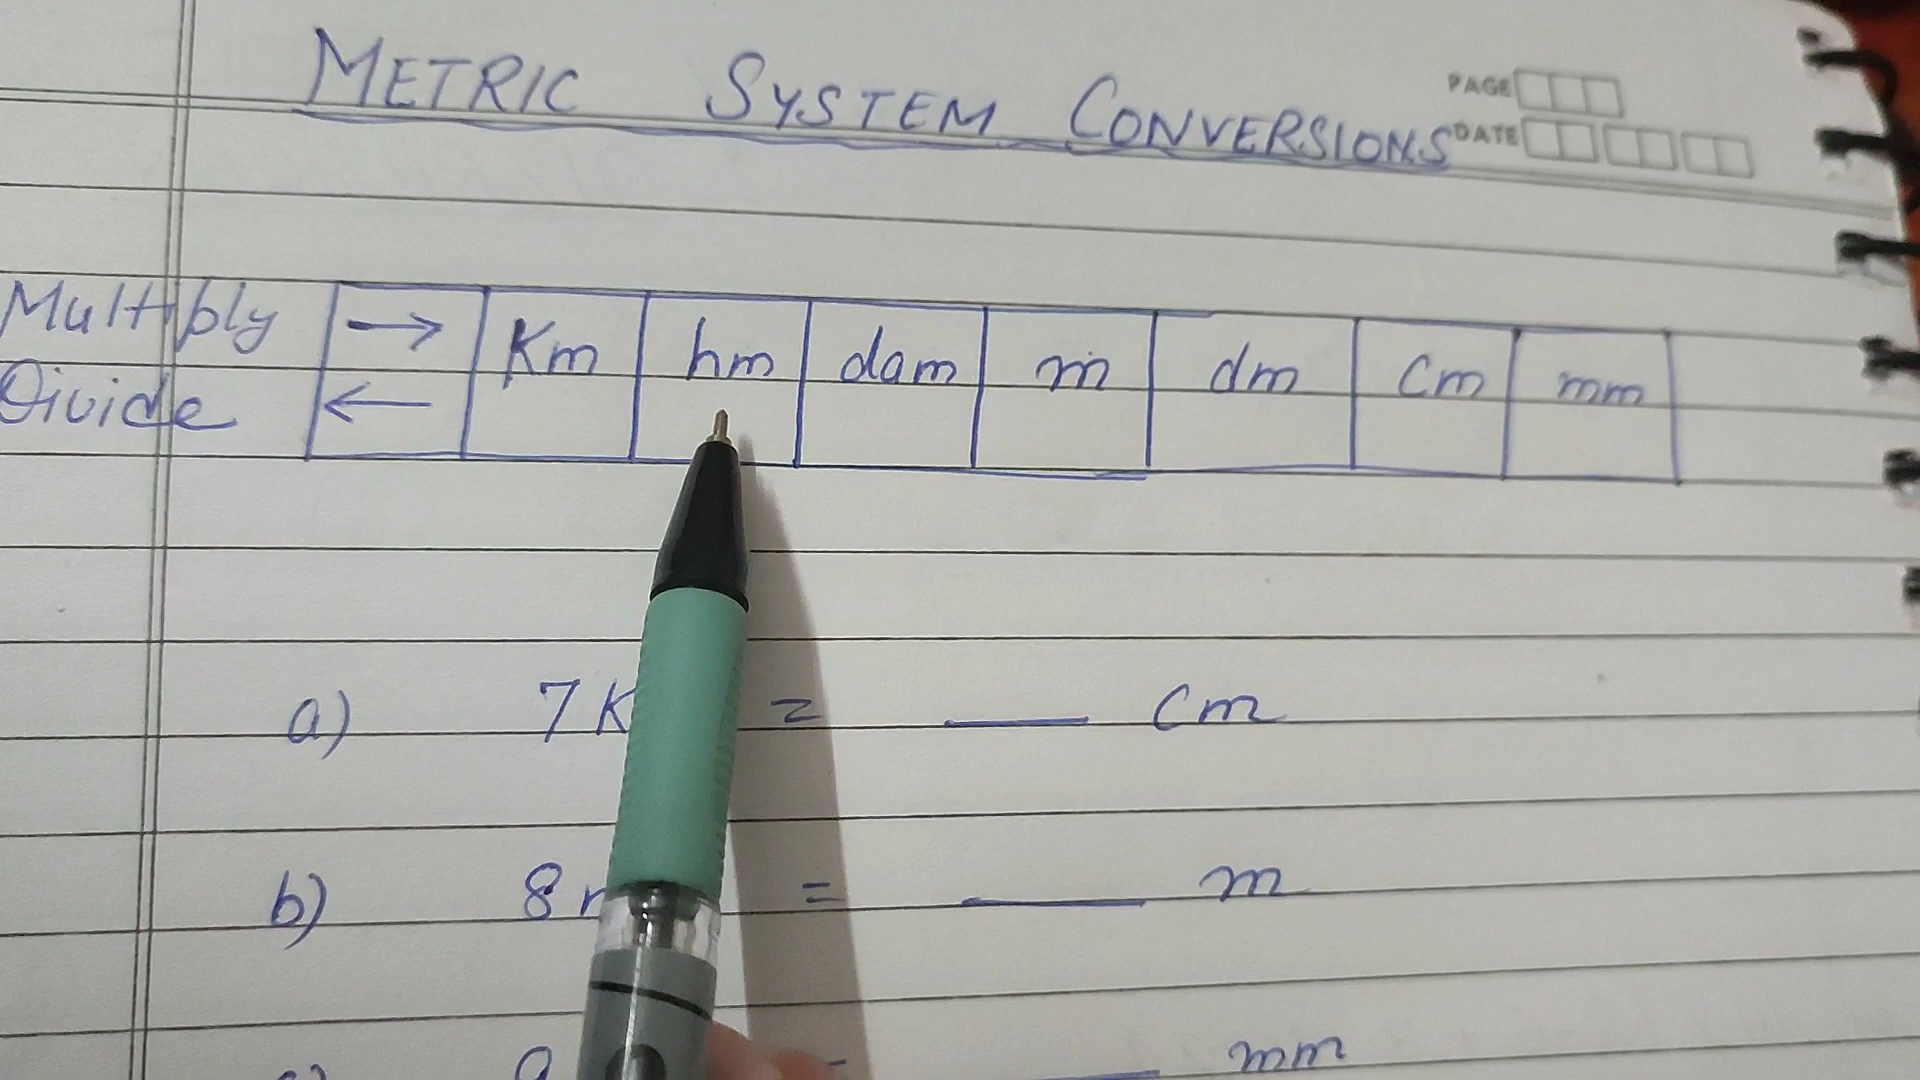 METRIC SYSTEM CONVERSIONS
PAGE
DATE
Multiply → Km hm dam m dm Cm mm
Divide ←
a) 7 K = ___ Cm
b) 8 = ___ m
= ___ mm